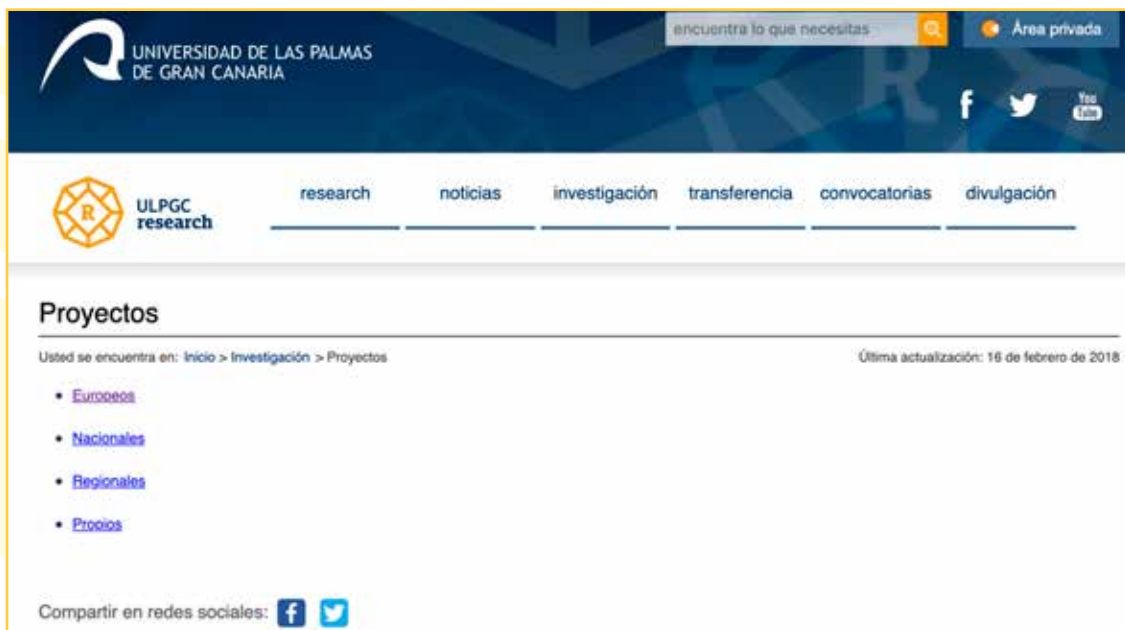 UNIVERSIDAD DE LAS PALMAS
DE GRAN CANARIA
encuentra lo que necesitas
Área privada
R
f
You
Tube
R
ULPGC
research
research noticias investigación transferencia convocatorias divulgación
Proyectos
Usted se encuentra en: Inicio > Investigación > Proyectos
Última actualización: 16 de febrero de 2018
• Europeos
• Nacionales
• Regionales
• Propios
Compartir en redes sociales: